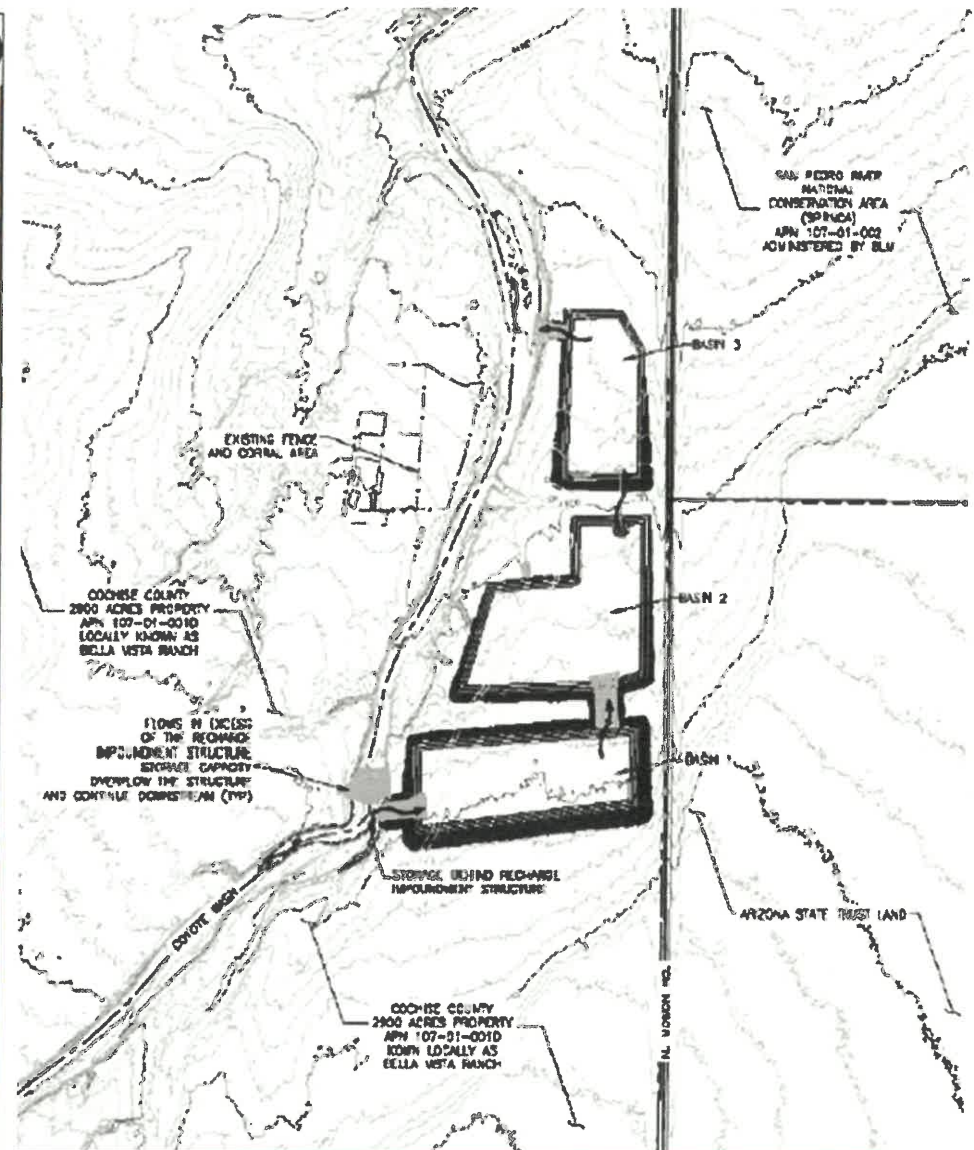 SAN PEDRO RIVER
NATIONAL
CONSERVATION AREA
(SPRNCA)
APN 107-01-002
ADMINISTERED BY BLM
BASIN 3
EXISTING FENCE
AND CORRAL AREA
COCHISE COUNTY
2900 ACRES PROPERTY
APN 107-01-001D
LOCALLY KNOWN AS
BELLA VISTA RANCH
BASIN 2
FLOWS IN EXCESS
OF THE RECHARGE
IMPOUNDMENT STRUCTURE
STORAGE CAPACITY
OVERFLOW THE STRUCTURE
AND CONTINUE DOWNSTREAM (TYP)
BASIN 1
STORAGE BEHIND RECHARGE
IMPOUNDMENT STRUCTURE
COYOTE WASH
ARIZONA STATE TRUST LAND
N. MOSON RD.
COCHISE COUNTY
2900 ACRES PROPERTY
APN 107-01-001D
KOWN LOCALLY AS
BELLA VISTA RANCH